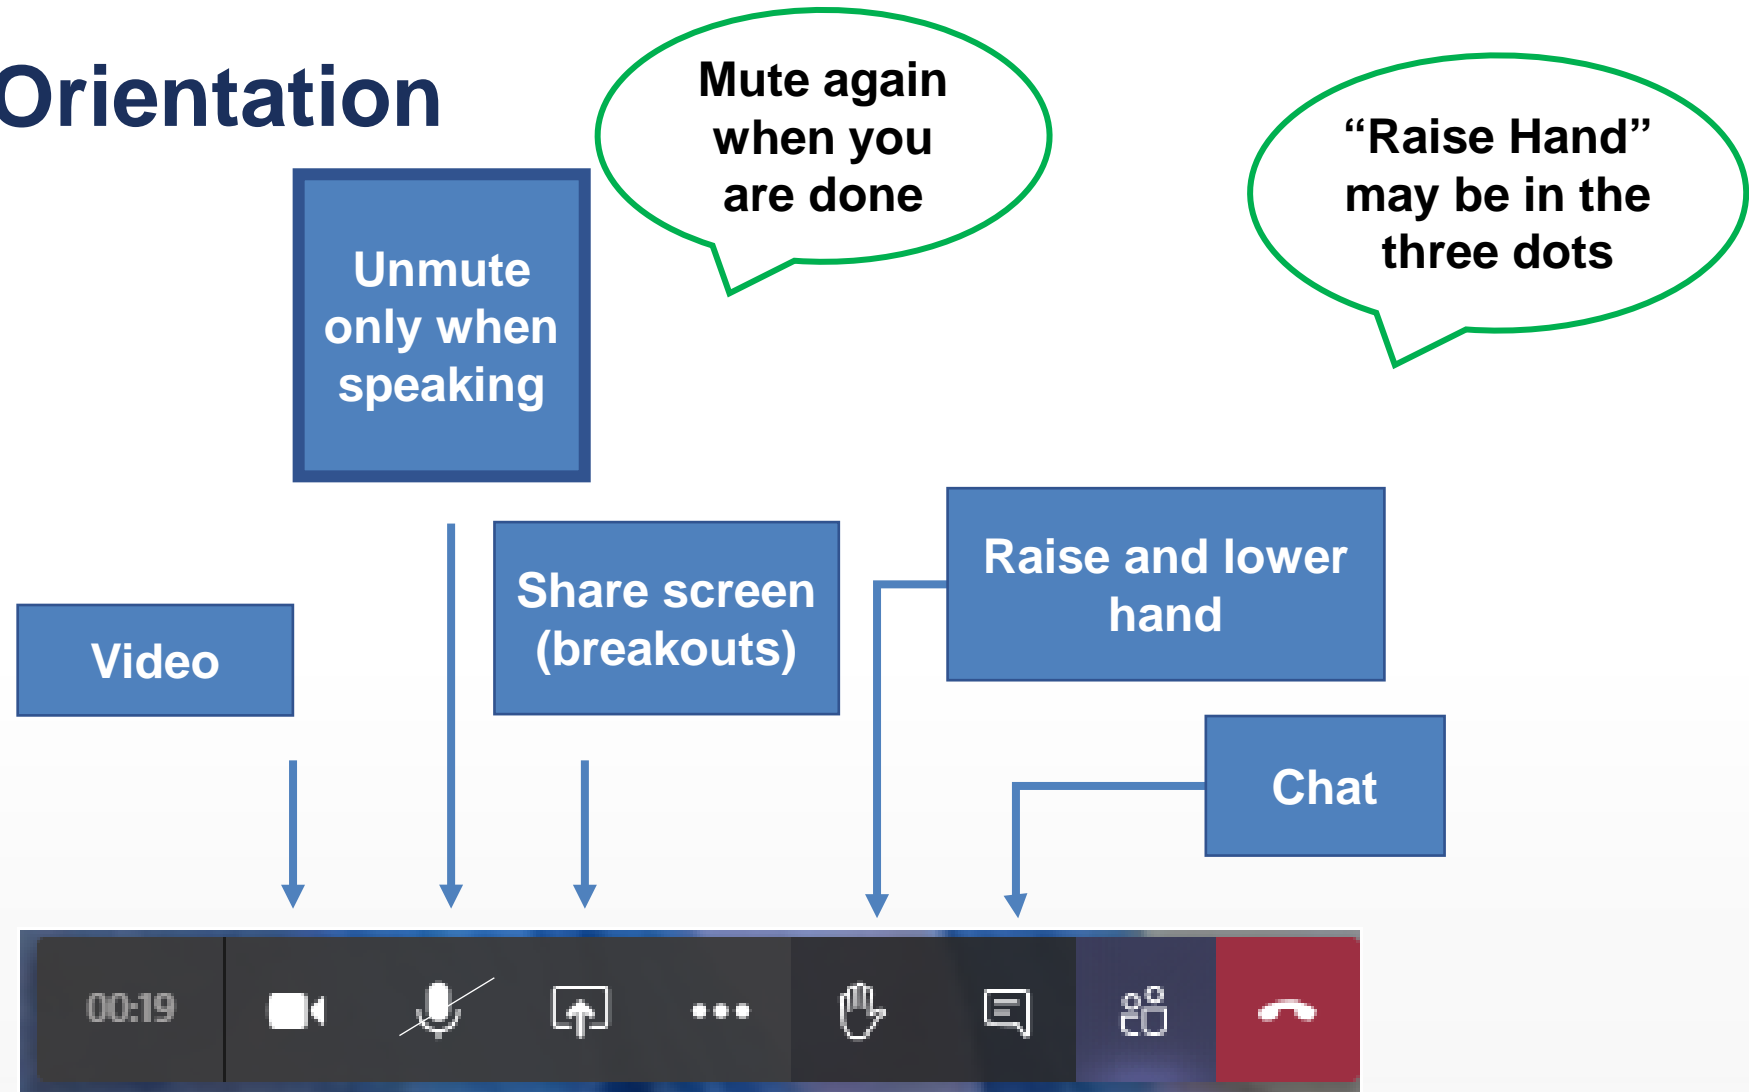 Orientation
Mute again
when you
are done
“Raise Hand”
may be in the
three dots
Unmute
only when
speaking
Share screen
(breakouts)
Raise and lower
hand
Video
Chat
00:19